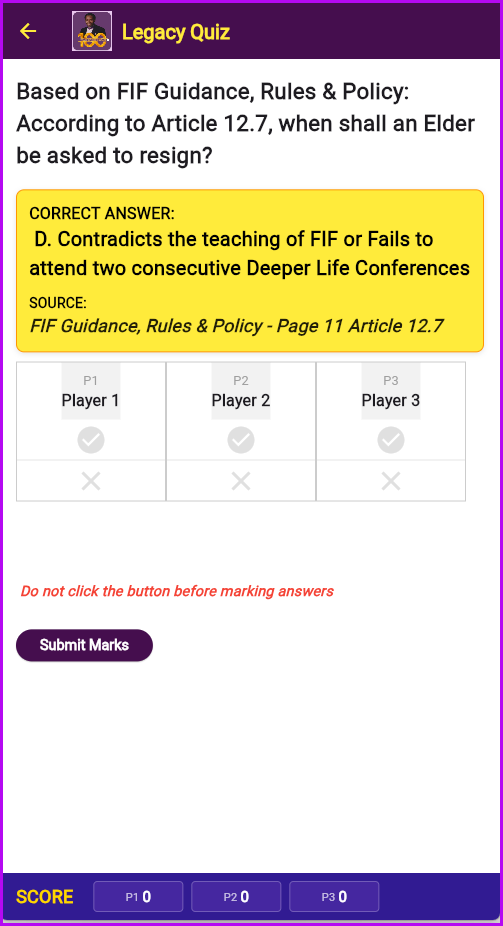 Legacy Quiz
100
Based on FIF Guidance, Rules & Policy:
According to Article 12.7, when shall an Elder
be asked to resign?
CORRECT ANSWER:
D. Contradicts the teaching of FIF or Fails to
attend two consecutive Deeper Life Conferences
SOURCE:
FIF Guidance, Rules & Policy - Page 11 Article 12.7
P1 P2 P3
Player 1 Player 2 Player 3
Do not click the button before marking answers
Submit Marks
SCORE P1 0 P2 0 P3 0